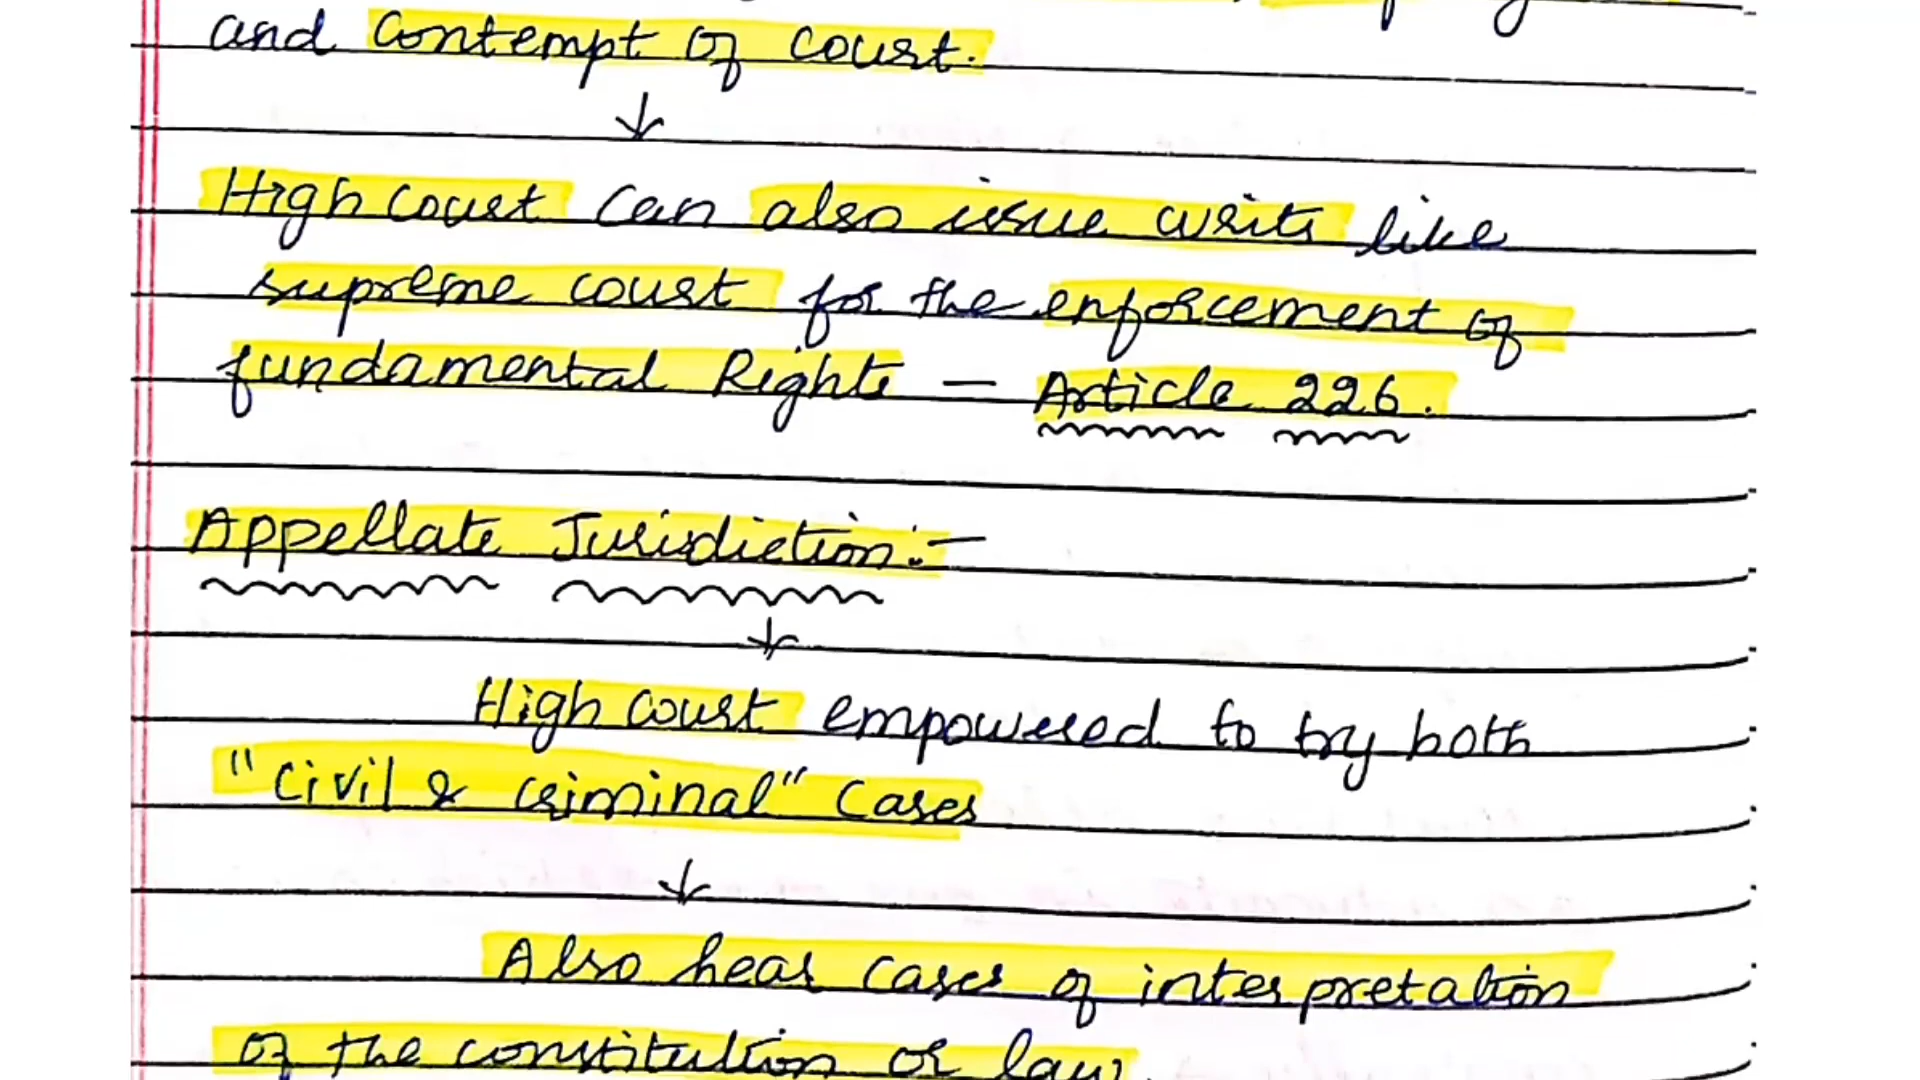 and Contempt of court.
↓
High court can also issue writs like
supreme court for the enforcement of
fundamental Rights - Article 226.
Appellate Jurisdiction:-
↓
High court empowered to try both
"Civil & criminal" Cases
↓
Also hear cases of interpretation
of the constitution or law.